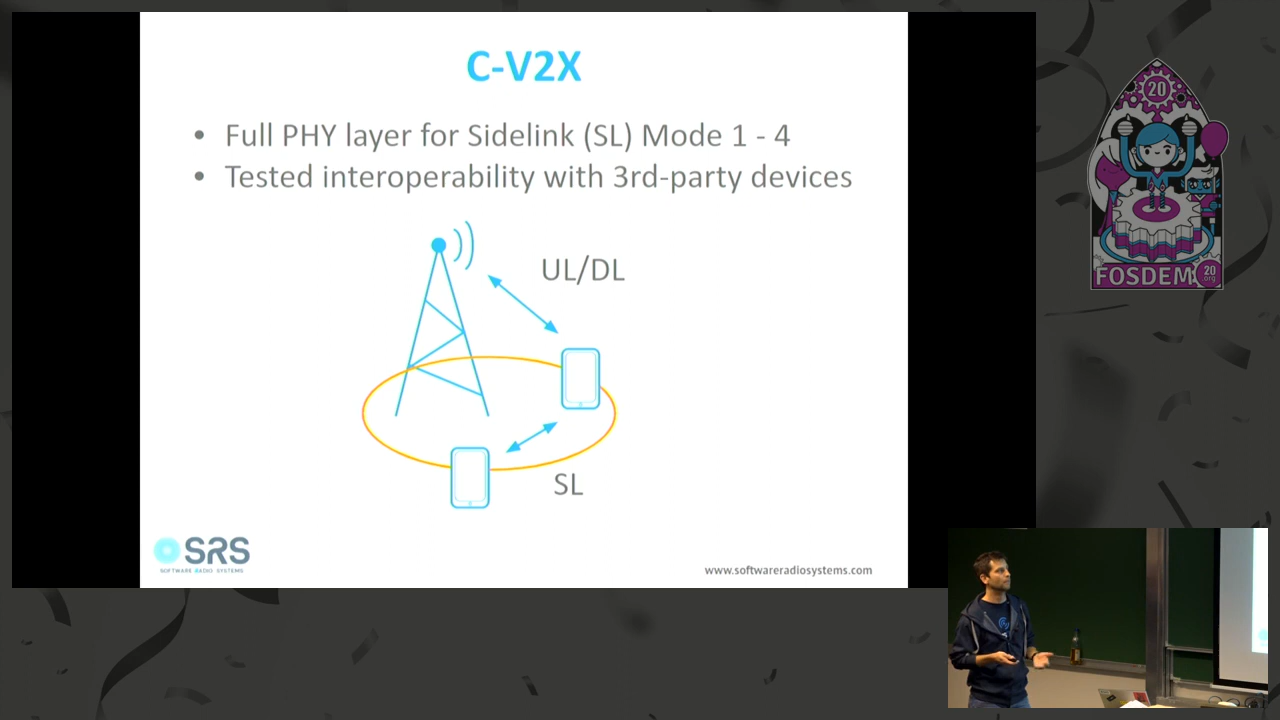 C-V2X
• Full PHY layer for Sidelink (SL) Mode 1 - 4
• Tested interoperability with 3rd-party devices
UL/DL
SL
SRS
SOFTWARE RADIO SYSTEMS
www.softwareradiosystems.com
20
FOSDEM
20
.org